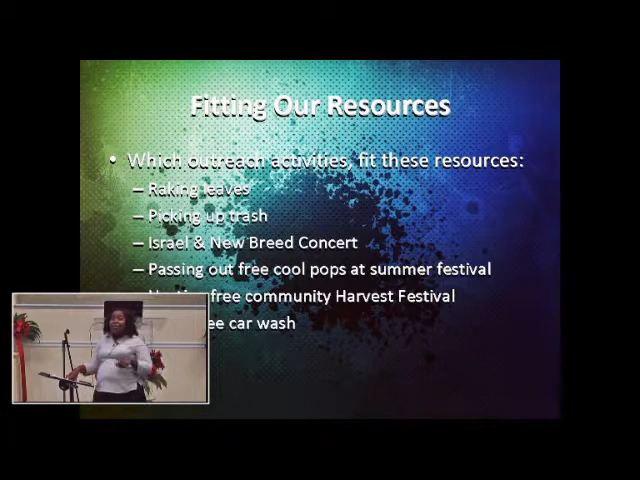 Fitting Our Resources
• Which outreach activities, fit these resources:
– Raking leaves
– Picking up trash
– Israel & New Breed Concert
– Passing out free cool pops at summer festival
free community Harvest Festival
car wash